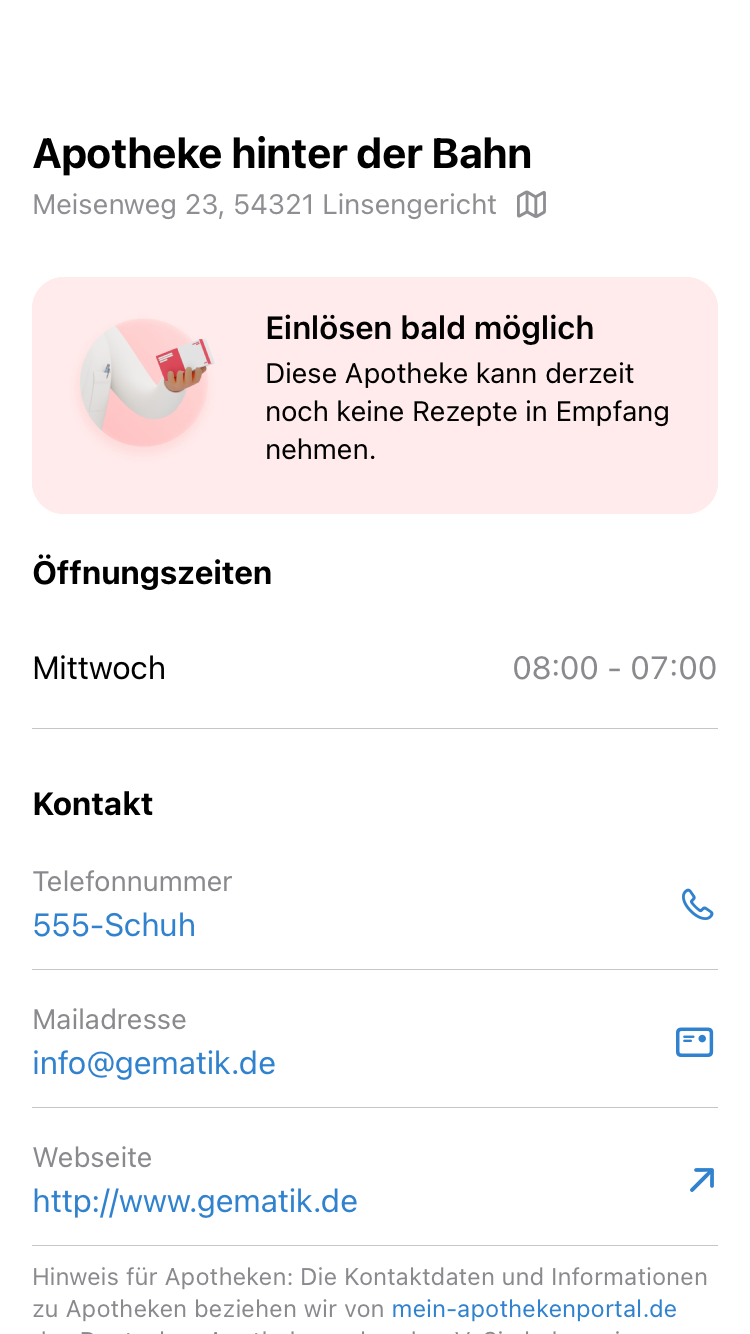 Apotheke hinter der Bahn
Meisenweg 23, 54321 Linsengericht
Einlösen bald möglich
Diese Apotheke kann derzeit
noch keine Rezepte in Empfang
nehmen.
Öffnungszeiten
Mittwoch 08:00 - 07:00
Kontakt
Telefonnummer
555-Schuh
Mailadresse
info@gematik.de
Webseite
http://www.gematik.de
Hinweis für Apotheken: Die Kontaktdaten und Informationen
zu Apotheken beziehen wir von mein-apothekenportal.de